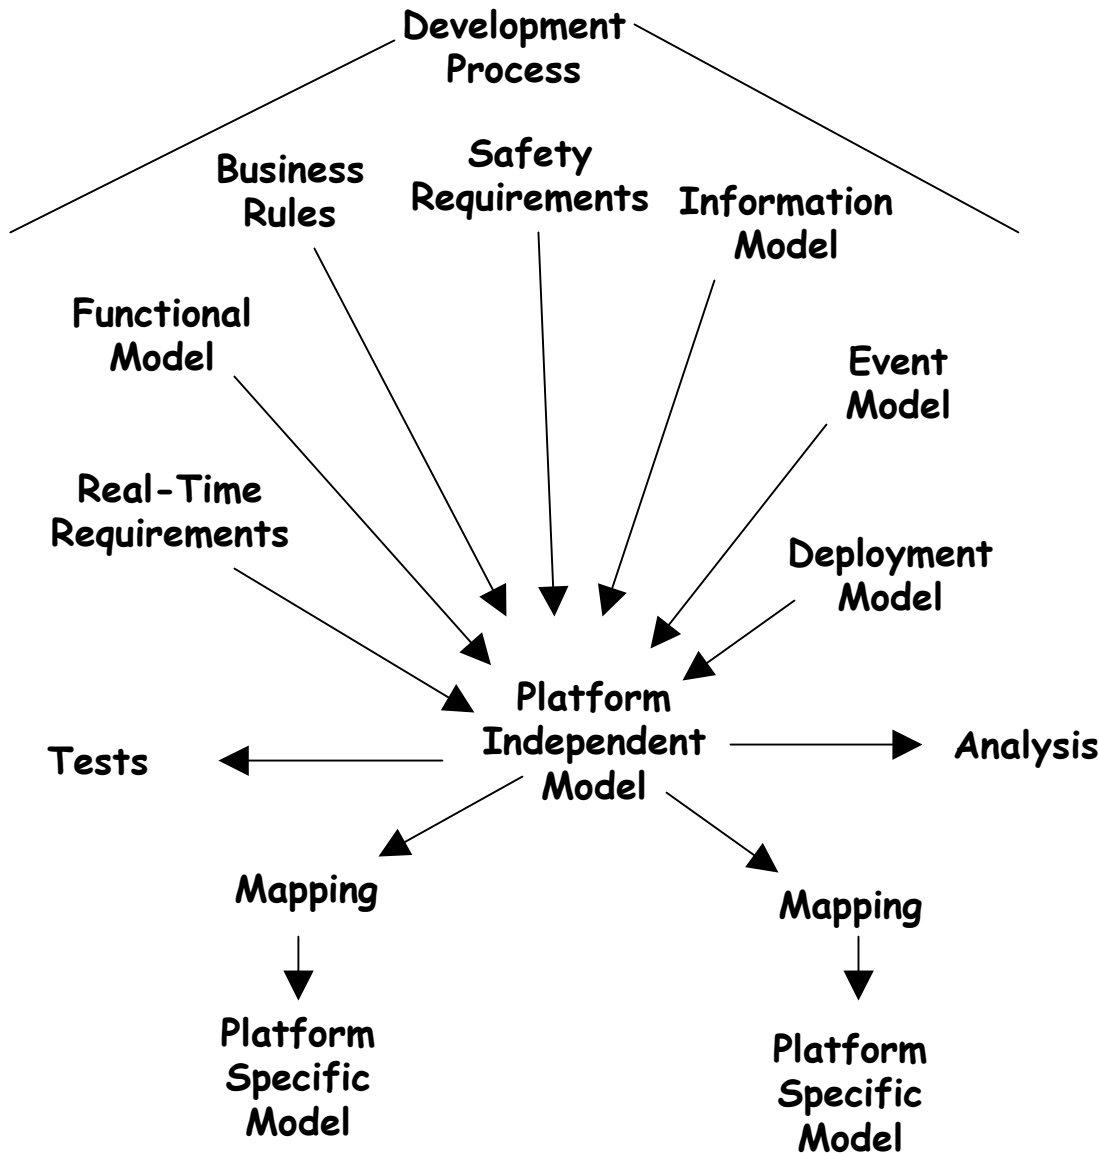 Development
Process
Business
Rules
Safety
Requirements
Information
Model
Functional
Model
Event
Model
Real-Time
Requirements
Deployment
Model
Platform
Independent
Model
Tests
Analysis
Mapping
Mapping
Platform
Specific
Model
Platform
Specific
Model